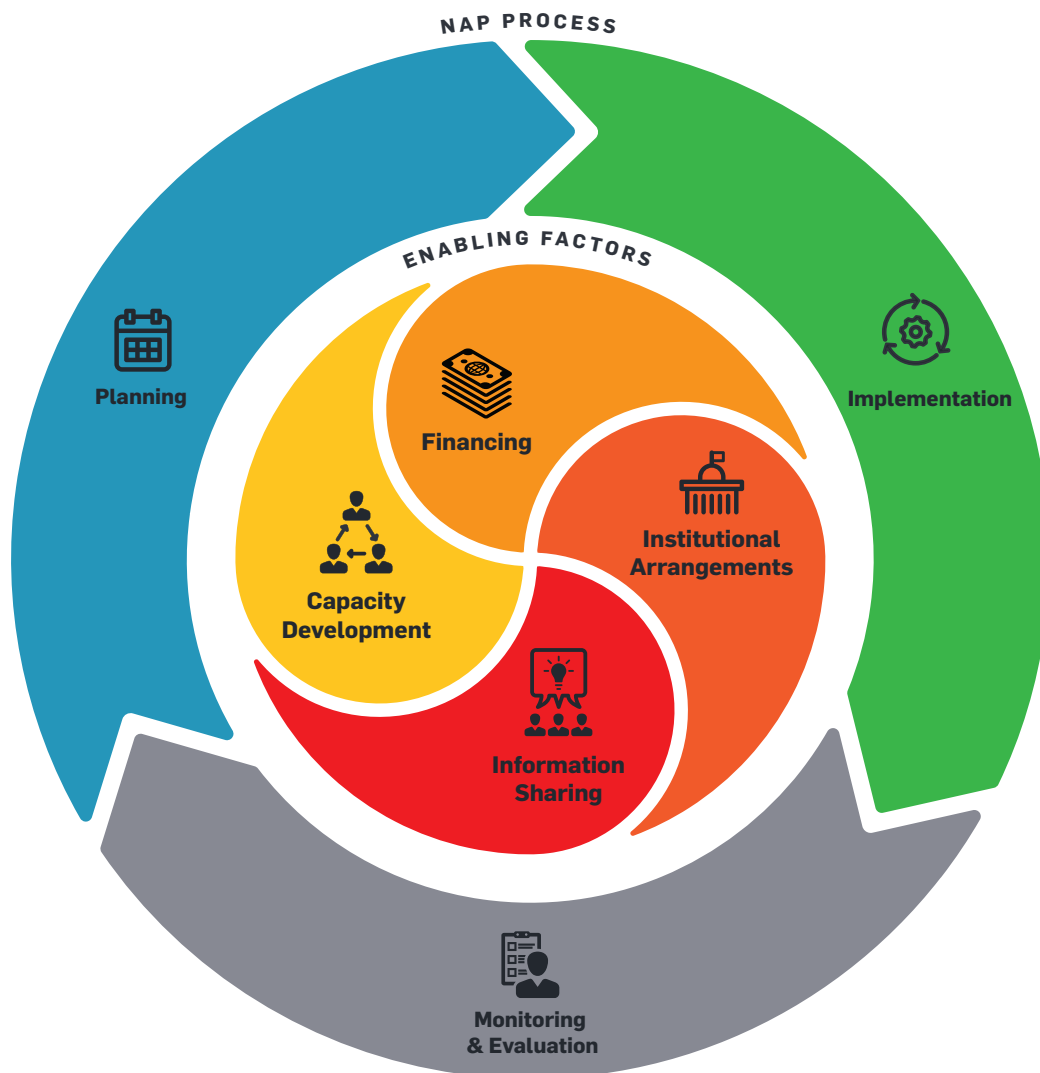 NAP PROCESS
ENABLING FACTORS
Planning
Implementation
Financing
Institutional
Arrangements
Capacity
Development
Information
Sharing
Monitoring
& Evaluation